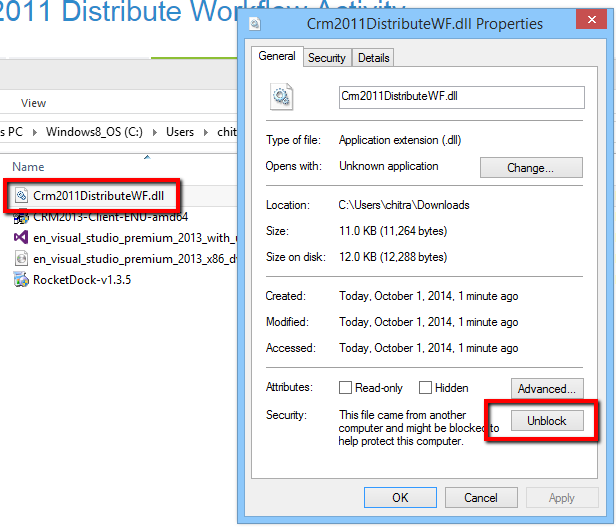 2011 Distribute Workflow Activity
View
s PC Windows8_OS (C:) Users chit
Name
Crm2011DistributeWF.dll
CRM2013-Client-ENU-amd64
en_visual_studio_premium_2013_with_u
en_visual_studio_premium_2013_x86_d
RocketDock-v1.3.5
Crm2011DistributeWF.dll Properties
General Security Details
Crm2011DistributeWF.dll
Type of file: Application extension (.dll)
Opens with: Unknown application Change...
Location: C:\Users\chitra\Downloads
Size: 11.0 KB (11,264 bytes)
Size on disk: 12.0 KB (12,288 bytes)
Created: Today, October 1, 2014, 1 minute ago
Modified: Today, October 1, 2014, 1 minute ago
Accessed: Today, October 1, 2014, 1 minute ago
Attributes: Read-only Hidden Advanced...
Security: This file came from another
computer and might be blocked to
help protect this computer.
Unblock
OK Cancel Apply